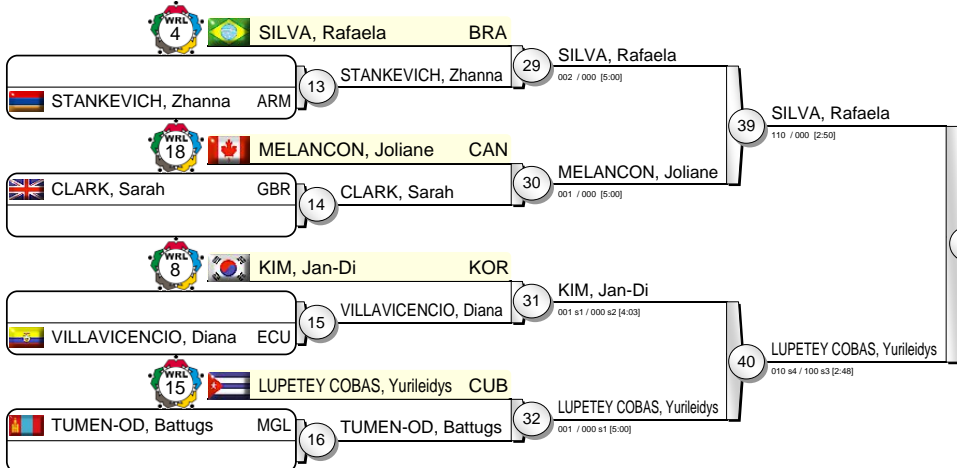 WRL
4
SILVA, Rafaela BRA
STANKEVICH, Zhanna ARM
13
STANKEVICH, Zhanna
29
SILVA, Rafaela
002 / 000 [5:00]
WRL
18
MELANCON, Joliane CAN
CLARK, Sarah GBR
14
CLARK, Sarah
30
MELANCON, Joliane
001 / 000 [5:00]
39
SILVA, Rafaela
110 / 000 [2:50]
WRL
8
KIM, Jan-Di KOR
VILLAVICENCIO, Diana ECU
15
VILLAVICENCIO, Diana
31
KIM, Jan-Di
001 s1 / 000 s2 [4:03]
WRL
15
LUPETEY COBAS, Yurileidys CUB
TUMEN-OD, Battugs MGL
16
TUMEN-OD, Battugs
32
LUPETEY COBAS, Yurileidys
001 / 000 s1 [5:00]
40
LUPETEY COBAS, Yurileidys
010 s4 / 100 s3 [2:48]